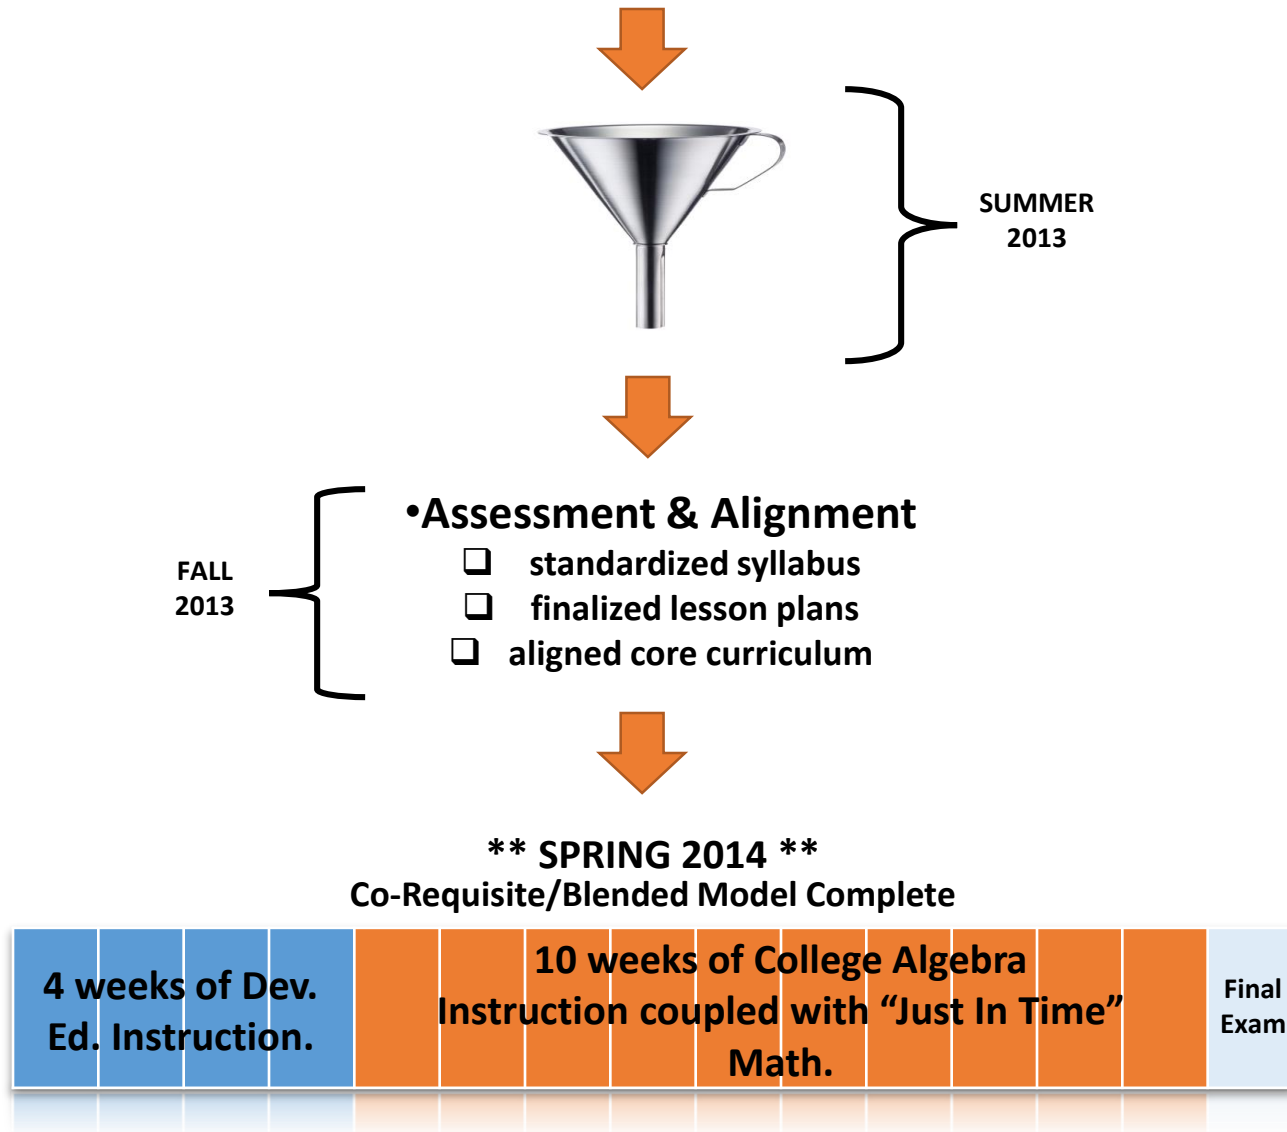 SUMMER
2013
•Assessment & Alignment
❑ standardized syllabus
❑ finalized lesson plans
❑ aligned core curriculum
FALL
2013
** SPRING 2014 **
Co-Requisite/Blended Model Complete
4 weeks of Dev.
Ed. Instruction.
10 weeks of College Algebra
Instruction coupled with “Just In Time”
Math.
Final
Exam